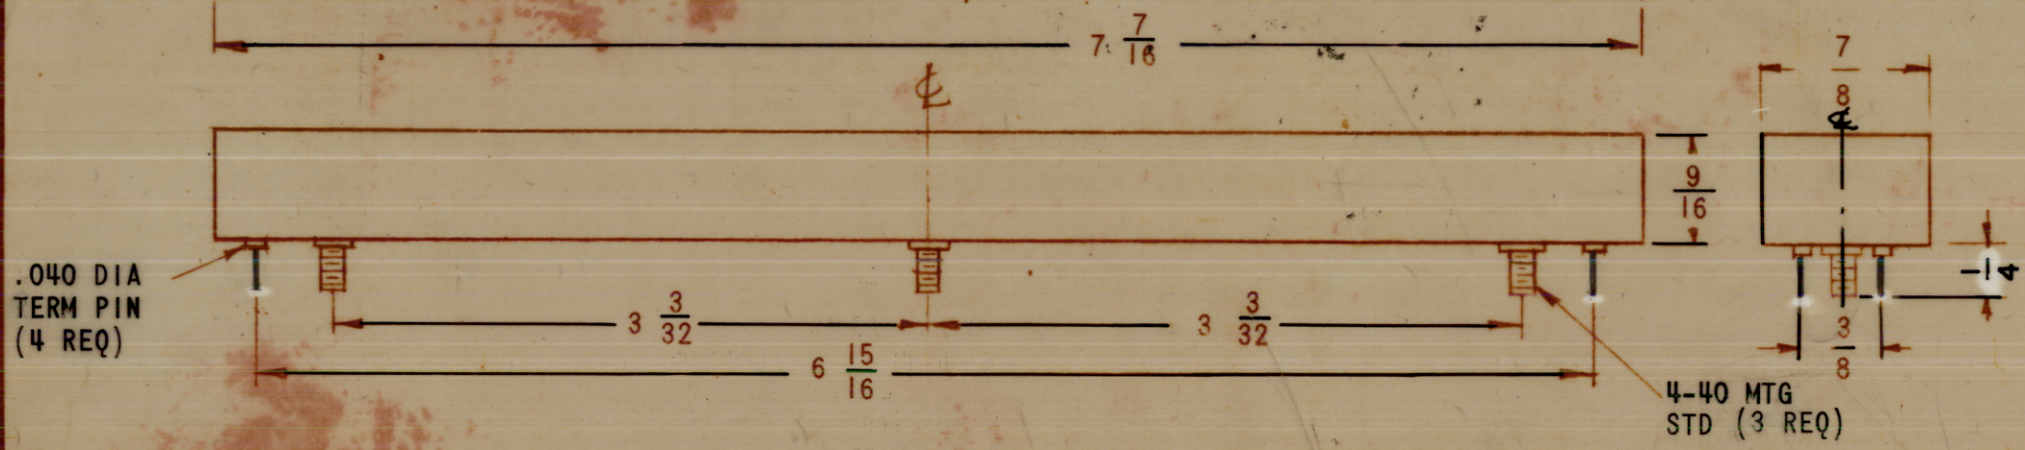 7 7/16
7/8
℄
9/16
.040 DIA
TERM PIN
(4 REQ)
3 3/32
3 3/32
1/4
3/8
6 15/16
4-40 MTG
STD (3 REQ)